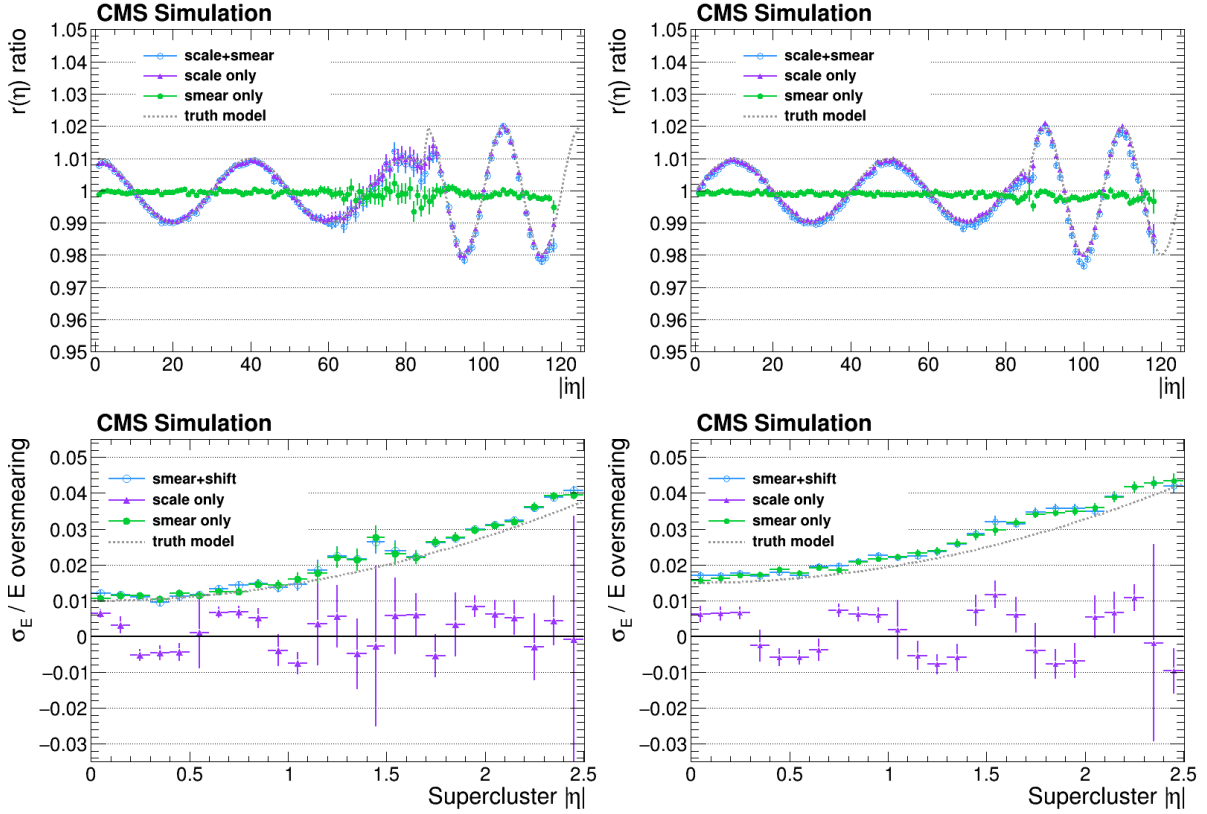 CMS Simulation
r(η) ratio
scale+smear
scale only
smear only
truth model
1.05
1.04
1.03
1.02
1.01
1
0.99
0.98
0.97
0.96
0.95
0 20 40 60 80 100 120
|iη|
CMS Simulation
r(η) ratio
scale+smear
scale only
smear only
truth model
1.05
1.04
1.03
1.02
1.01
1
0.99
0.98
0.97
0.96
0.95
0 20 40 60 80 100 120
|iη|
CMS Simulation
σE / E oversmearing
smear+shift
scale only
smear only
truth model
0.05
0.04
0.03
0.02
0.01
0
−0.01
−0.02
−0.03
0 0.5 1 1.5 2 2.5
Supercluster |η|
CMS Simulation
σE / E oversmearing
smear+shift
scale only
smear only
truth model
0.05
0.04
0.03
0.02
0.01
0
−0.01
−0.02
−0.03
0 0.5 1 1.5 2 2.5
Supercluster |η|